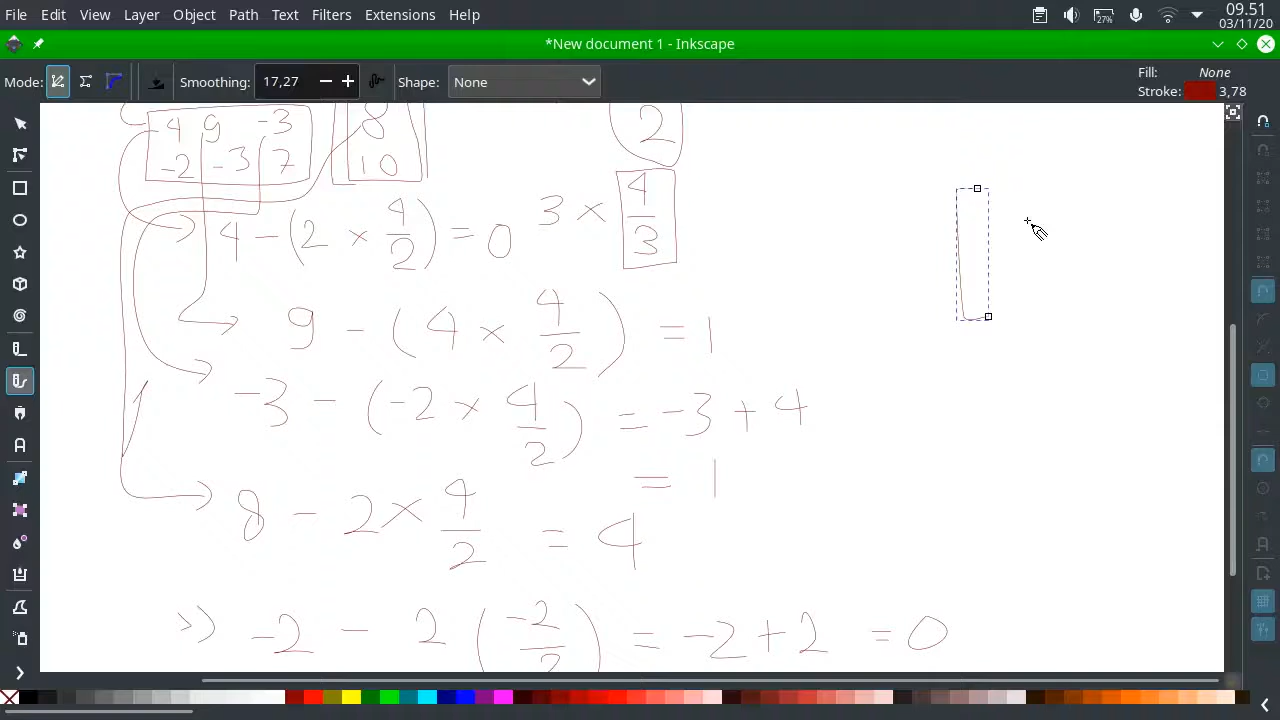 File Edit View Layer Object Path Text Filters Extensions Help
27%
09.51
03/11/20
*New document 1 - Inkscape
Mode:
Smoothing: 17,27
Shape: None
Fill: None
Stroke: 3,78
4 9 -3
-2 -3 7
8
10
2
4 - (2 × 4/2) = 0
3 × 4/3
9 - (4 × 4/2) = 1
-3 - (-2 × 4/2) = -3 + 4
= 1
8 - 2 × 4/2 = 4
-2 - 2 (-2/2) = -2 + 2 = 0